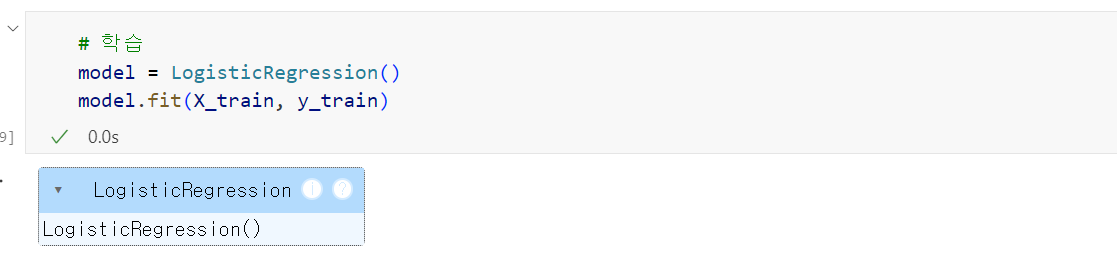 # 학습
model = LogisticRegression()
model.fit(X_train, y_train)
9]
0.0s
LogisticRegression i ?
LogisticRegression()